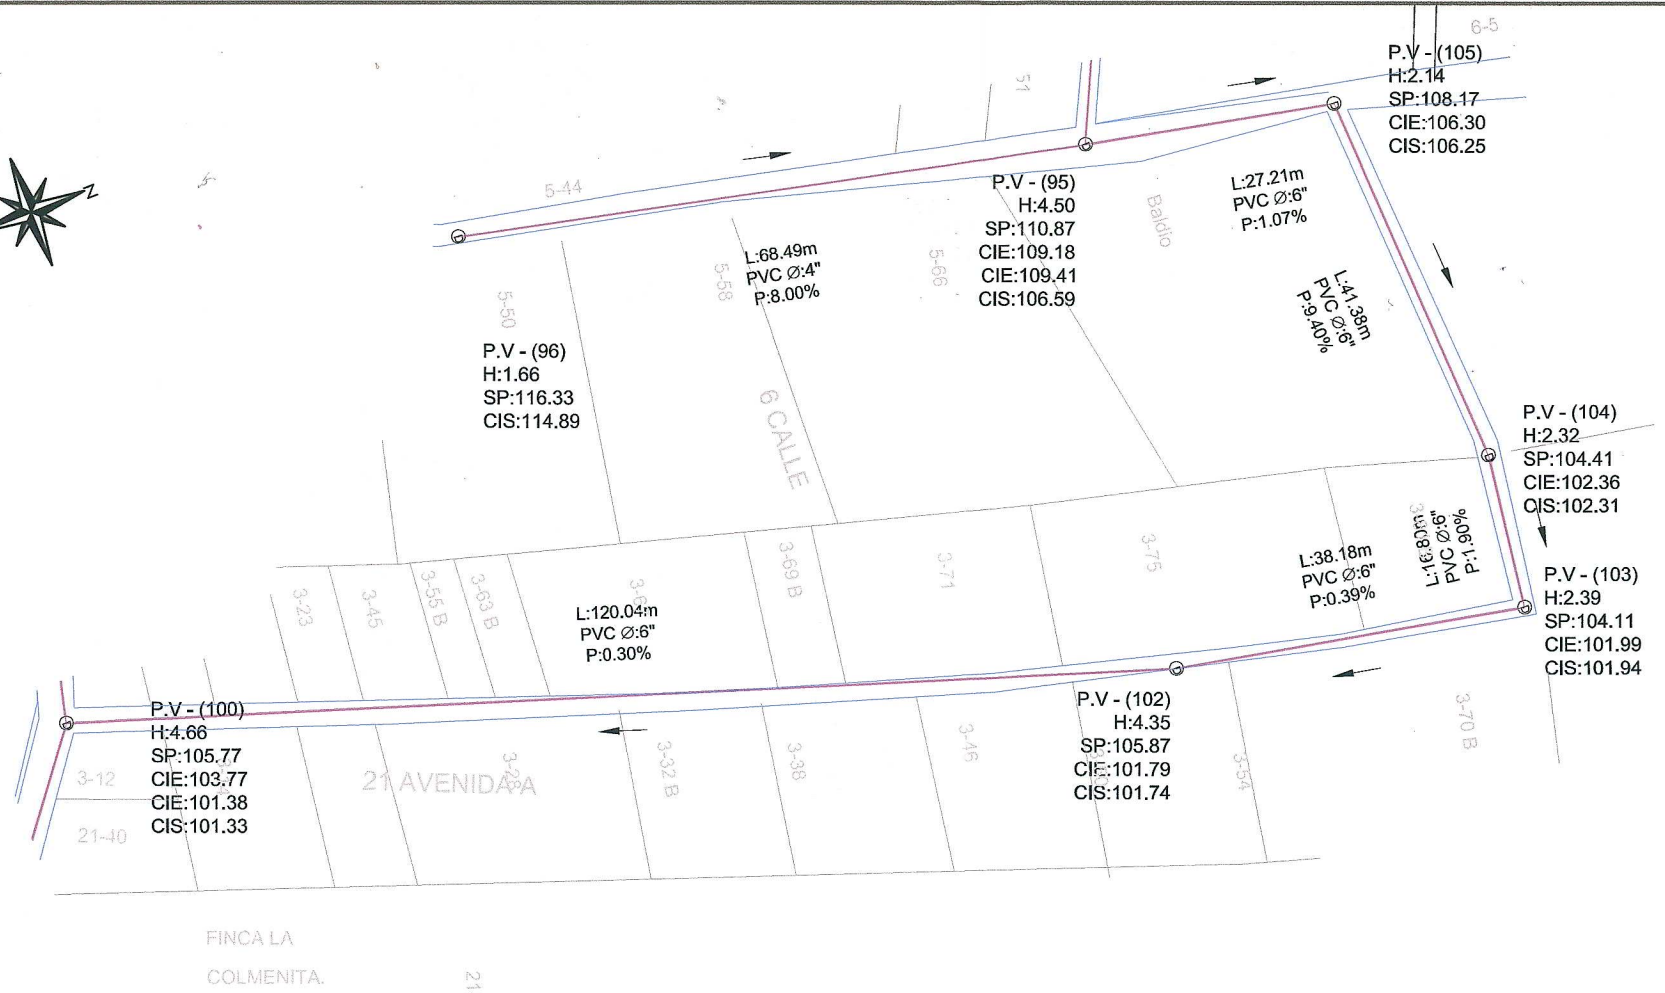 6-5
P.V - (105)
H:2.14
SP:108.17
CIE:106.30
CIS:106.25
51
N
5-44
P.V - (95)
H:4.50
SP:110.87
CIE:109.18
CIE:109.41
CIS:106.59
Baldio
L:27.21m
PVC Ø:6"
P:1.07%
L:68.49m
PVC Ø:4"
P:8.00%
5-50
5-58
5-66
L:41.38m
PVC Ø:6"
P:9.40%
P.V - (96)
H:1.66
SP:116.33
CIS:114.89
6 CALLE
P.V - (104)
H:2.32
SP:104.41
CIE:102.36
CIS:102.31
L:16.80m
PVC Ø:6"
P:1.90%
L:38.18m
PVC Ø:6"
P:0.39%
P.V - (103)
H:2.39
SP:104.11
CIE:101.99
CIS:101.94
3-23
3-45
3-55 B
3-63 B
3-69 B
3-71
3-75
L:120.04m
PVC Ø:6"
P:0.30%
P.V - (100)
H:4.66
SP:105.77
CIE:103.77
CIE:101.38
CIS:101.33
P.V - (102)
H:4.35
SP:105.87
CIE:101.79
CIS:101.74
3-12
21-40
21 AVENIDA A
3-28
3-32 B
3-38
3-46
3-54
3-70 B
FINCA LA
COLMENITA.
21